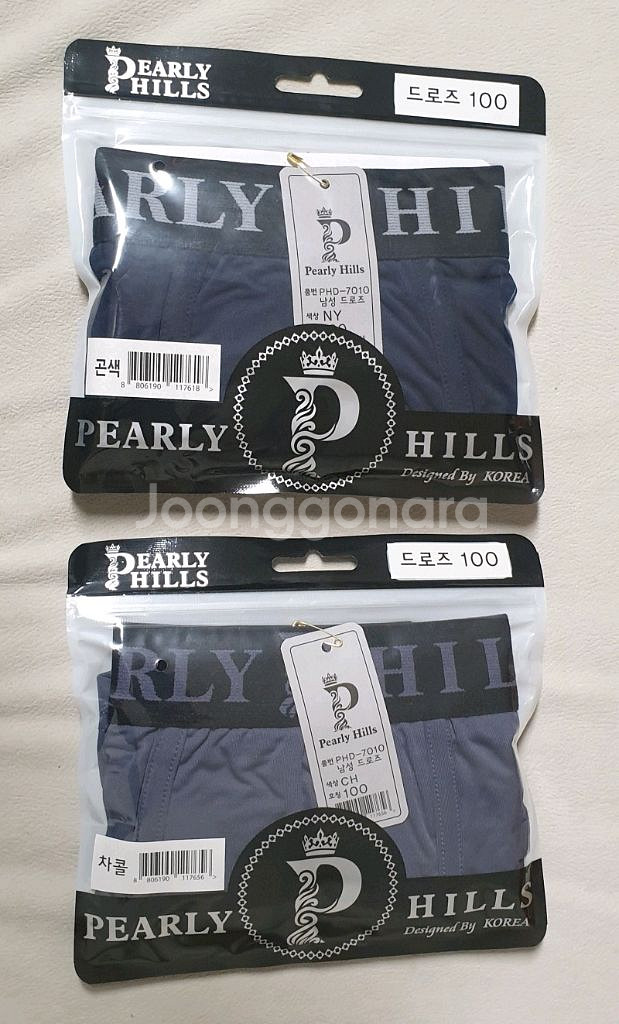 PEARLY
HILLS
드로즈 100
ARLY HI
Pearly Hills
품번 PHD-7010
남성 드로즈
색상 NY
곤색
8 806190 117618 >
PEARLY HILLS
Designed By KOREA
Joonggonara
PEARLY
HILLS
드로즈 100
RLY HIL
Pearly Hills
품번 PHD-7010
남성 드로즈
색상 CH
호칭 100
차콜
8 806190 117656 >
PEARLY HILLS
Designed By KOREA